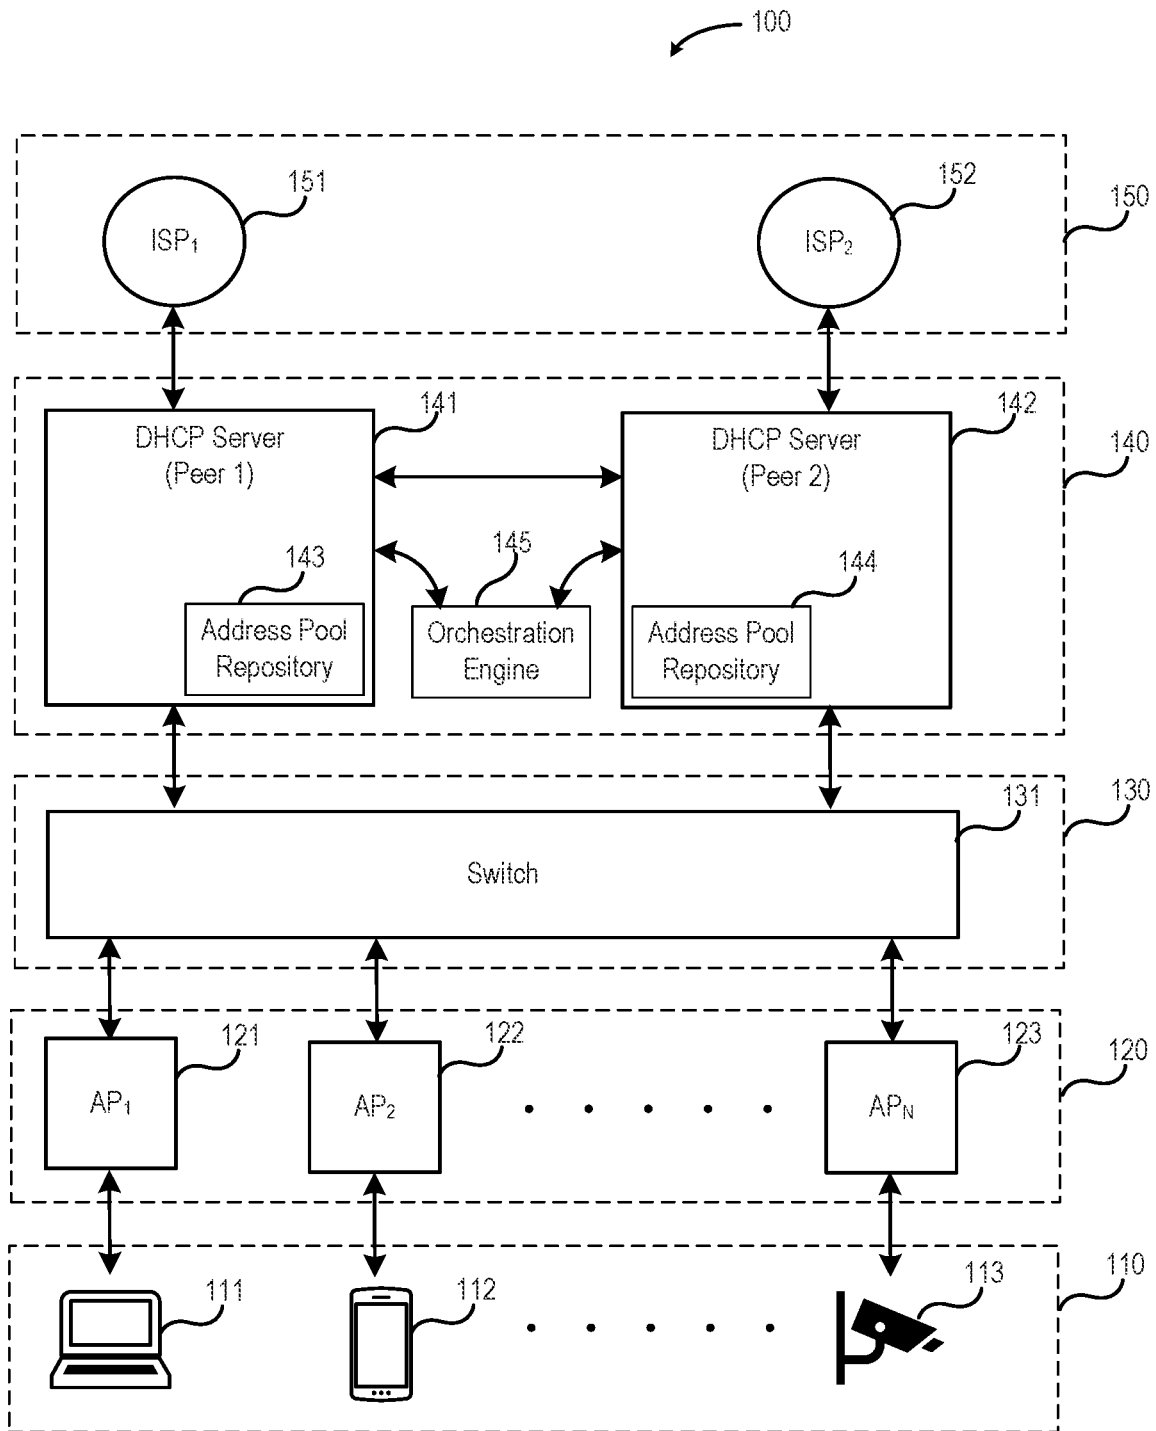 100
151
152
150
ISP₁
ISP₂
141
142
140
DHCP Server
(Peer 1)
DHCP Server
(Peer 2)
143
145
144
Address Pool
Repository
Orchestration
Engine
Address Pool
Repository
131
130
Switch
121
122
123
120
AP₁
AP₂
AP_N
111
112
113
110